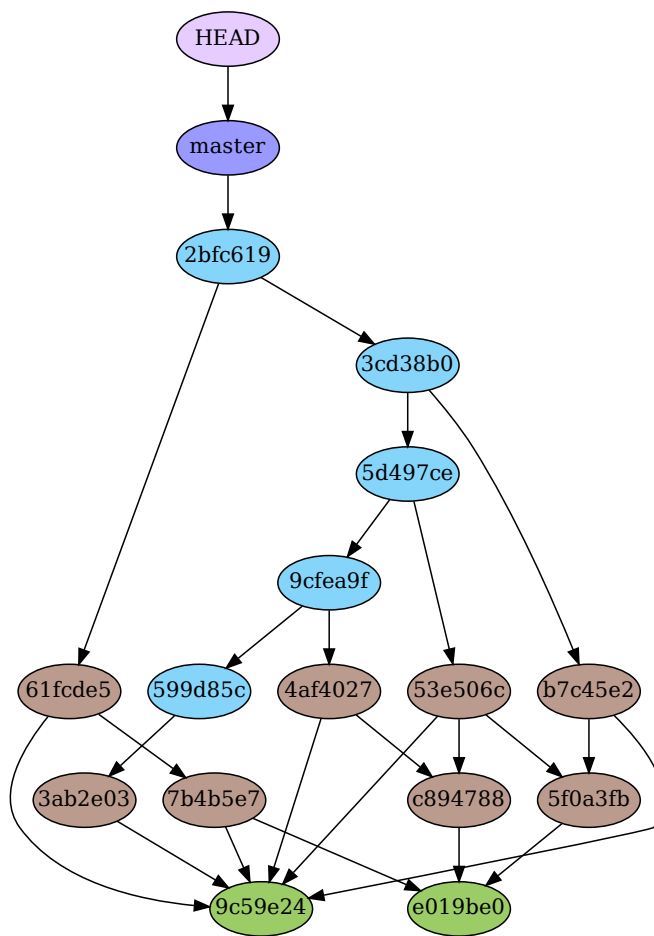 HEAD
master
2bfc619
3cd38b0
5d497ce
9cfea9f
61fcde5
599d85c
4af4027
53e506c
b7c45e2
3ab2e03
7b4b5e7
c894788
5f0a3fb
9c59e24
e019be0